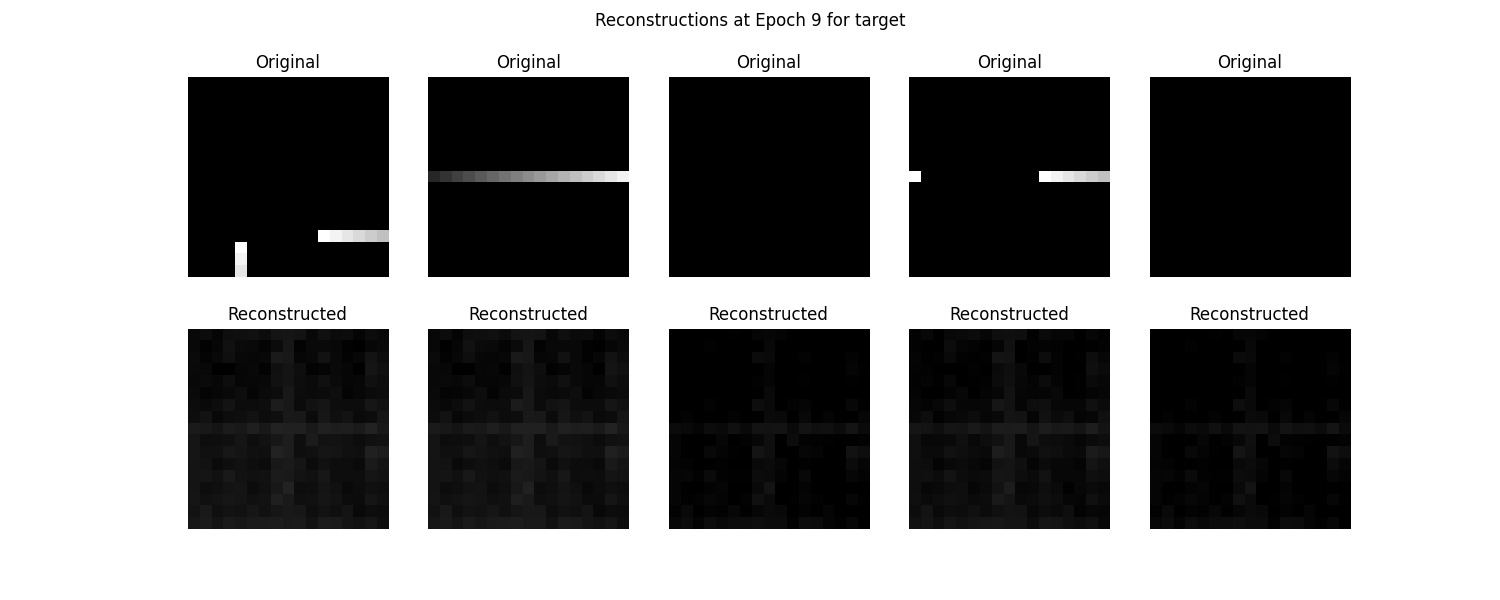 Reconstructions at Epoch 9 for target
Original Original Original Original Original
Reconstructed Reconstructed Reconstructed Reconstructed Reconstructed